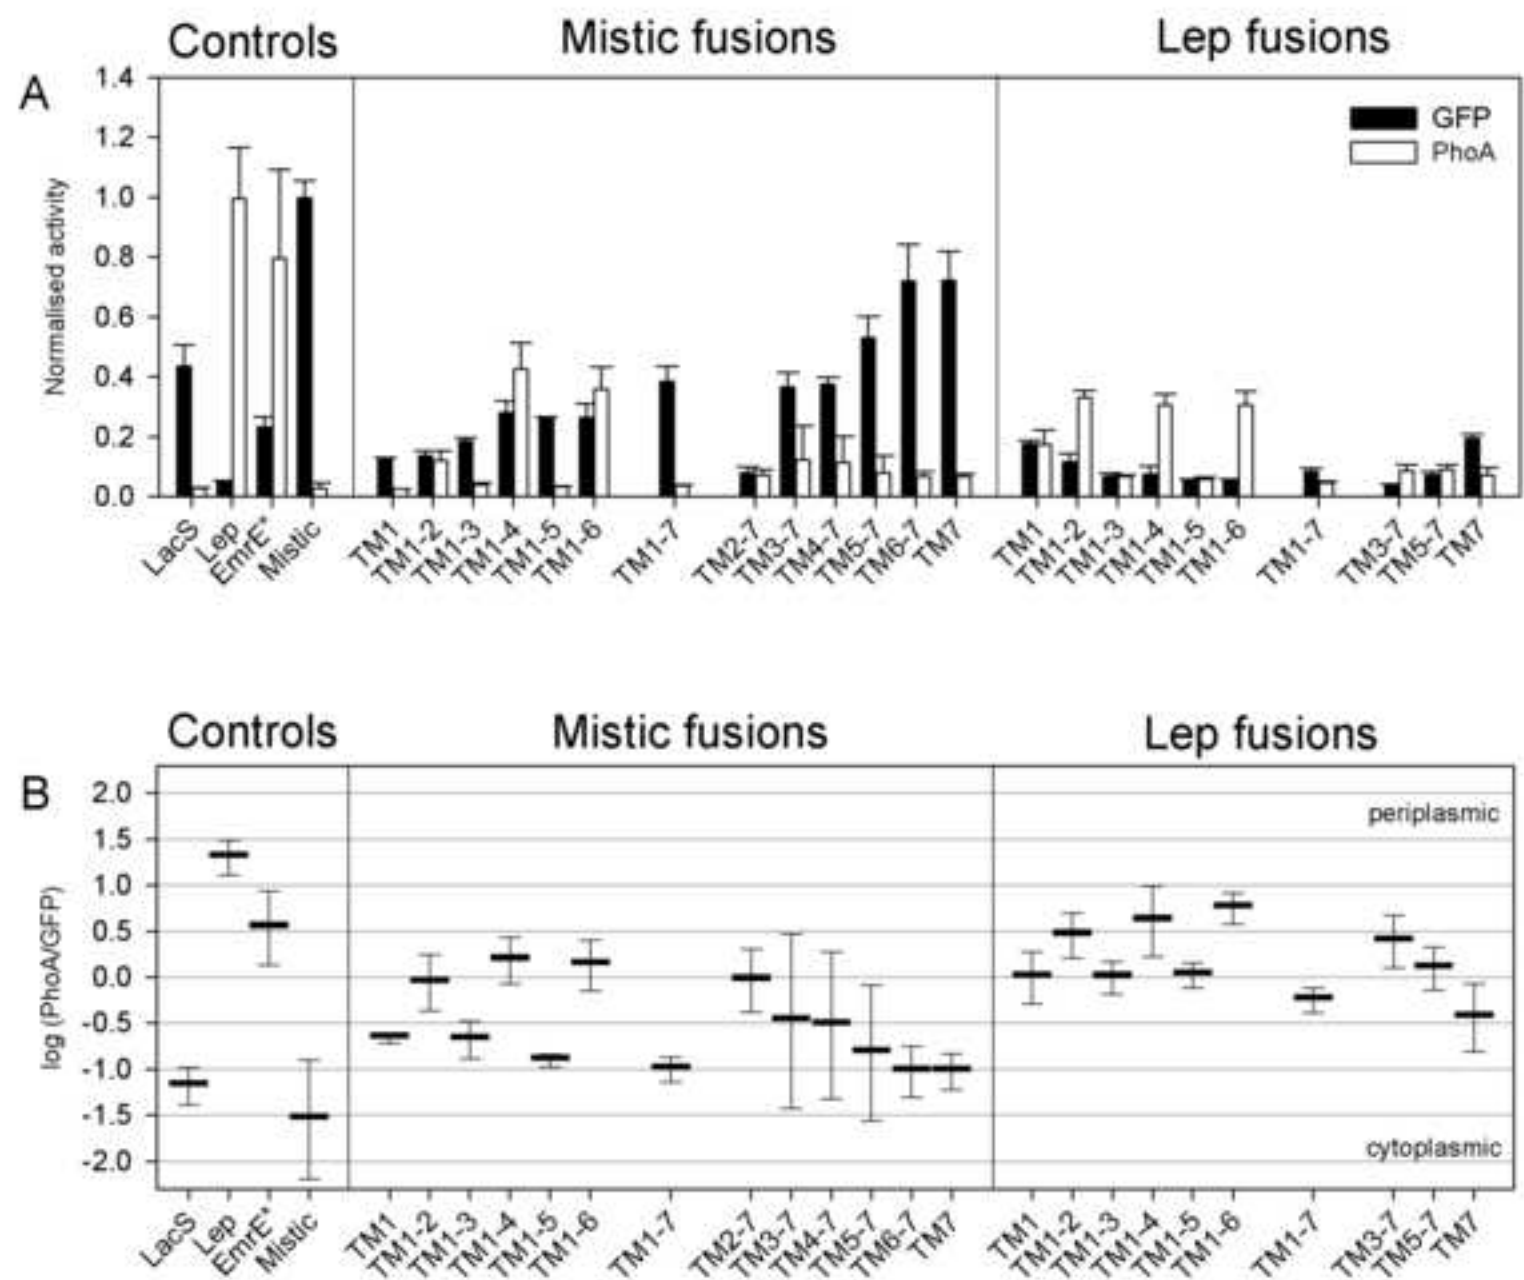 Controls Mistic fusions Lep fusions
A
1.4
1.2
1.0
0.8
0.6
0.4
0.2
0.0
Normalised activity
GFP
PhoA
LacS Lep EmrE* Mistic TM1 TM1-2 TM1-3 TM1-4 TM1-5 TM1-6 TM1-7 TM2-7 TM3-7 TM4-7 TM5-7 TM6-7 TM7 TM1 TM1-2 TM1-3 TM1-4 TM1-5 TM1-6 TM1-7 TM3-7 TM5-7 TM7
Controls Mistic fusions Lep fusions
B
2.0
1.5
1.0
0.5
0.0
-0.5
-1.0
-1.5
-2.0
log (PhoA/GFP)
periplasmic
cytoplasmic
LacS Lep EmrE* Mistic TM1 TM1-2 TM1-3 TM1-4 TM1-5 TM1-6 TM1-7 TM2-7 TM3-7 TM4-7 TM5-7 TM6-7 TM7 TM1 TM1-2 TM1-3 TM1-4 TM1-5 TM1-6 TM1-7 TM3-7 TM5-7 TM7